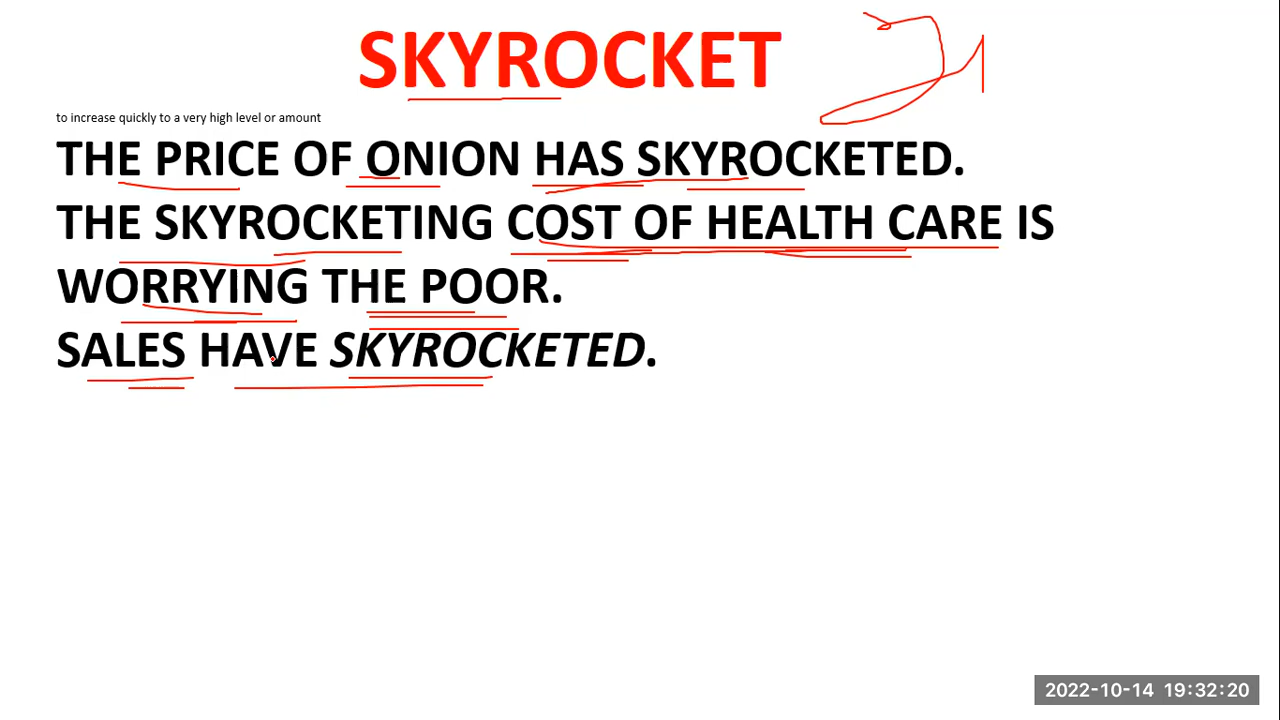 SKYROCKET
to increase quickly to a very high level or amount
THE PRICE OF ONION HAS SKYROCKETED.
THE SKYROCKETING COST OF HEALTH CARE IS
WORRYING THE POOR.
SALES HAVE SKYROCKETED.
2022-10-14 19:32:20